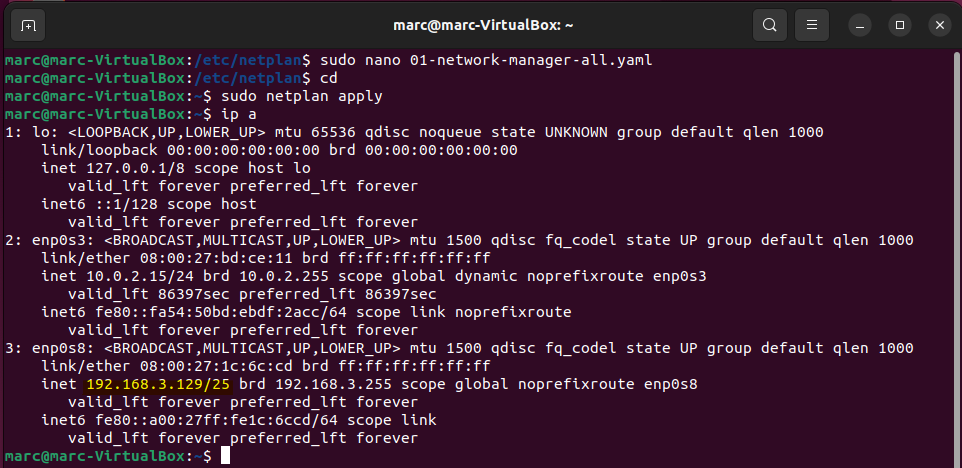 marc@marc-VirtualBox: ~
marc@marc-VirtualBox:/etc/netplan$ sudo nano 01-network-manager-all.yaml
marc@marc-VirtualBox:/etc/netplan$ cd
marc@marc-VirtualBox:~$ sudo netplan apply
marc@marc-VirtualBox:~$ ip a
1: lo: <LOOPBACK,UP,LOWER_UP> mtu 65536 qdisc noqueue state UNKNOWN group default qlen 1000
    link/loopback 00:00:00:00:00:00 brd 00:00:00:00:00:00
    inet 127.0.0.1/8 scope host lo
       valid_lft forever preferred_lft forever
    inet6 ::1/128 scope host
       valid_lft forever preferred_lft forever
2: enp0s3: <BROADCAST,MULTICAST,UP,LOWER_UP> mtu 1500 qdisc fq_codel state UP group default qlen 1000
    link/ether 08:00:27:bd:ce:11 brd ff:ff:ff:ff:ff:ff
    inet 10.0.2.15/24 brd 10.0.2.255 scope global dynamic noprefixroute enp0s3
       valid_lft 86397sec preferred_lft 86397sec
    inet6 fe80::fa54:50bd:ebdf:2acc/64 scope link noprefixroute
       valid_lft forever preferred_lft forever
3: enp0s8: <BROADCAST,MULTICAST,UP,LOWER_UP> mtu 1500 qdisc fq_codel state UP group default qlen 1000
    link/ether 08:00:27:1c:6c:cd brd ff:ff:ff:ff:ff:ff
    inet 192.168.3.129/25 brd 192.168.3.255 scope global noprefixroute enp0s8
       valid_lft forever preferred_lft forever
    inet6 fe80::a00:27ff:fe1c:6ccd/64 scope link
       valid_lft forever preferred_lft forever
marc@marc-VirtualBox:~$